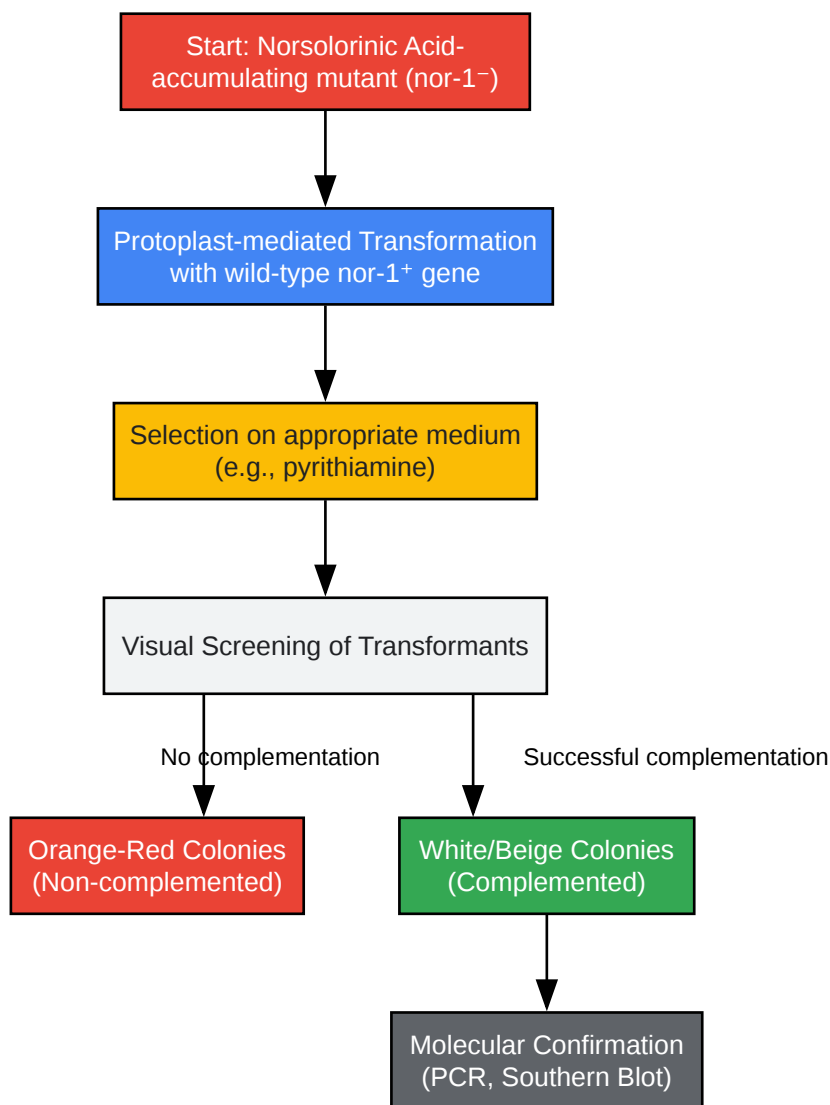 Start: Norsolorinic Acid-
accumulating mutant (nor-1⁻)
Protoplast-mediated Transformation
with wild-type nor-1⁺ gene
Selection on appropriate medium
(e.g., pyrithiamine)
Visual Screening of Transformants
No complementation
Successful complementation
Orange-Red Colonies
(Non-complemented)
White/Beige Colonies
(Complemented)
Molecular Confirmation
(PCR, Southern Blot)